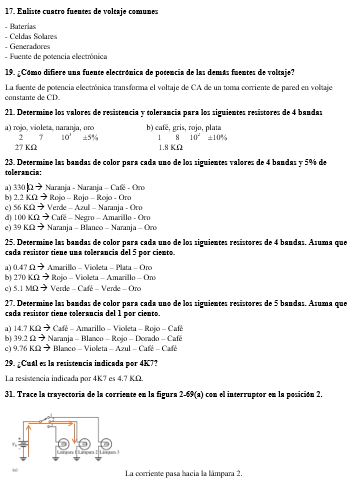 17. Enliste cuatro fuentes de voltaje comunes
- Baterías
- Celdas Solares
- Generadores
- Fuente de potencia electrónica
19. ¿Cómo difiere una fuente electrónica de potencia de las demás fuentes de voltaje?
La fuente de potencia electrónica transforma el voltaje de CA de un toma corriente de pared en voltaje
constante de CD.
21. Determine los valores de resistencia y tolerancia para los siguientes resistores de 4 bandas
a) rojo, violeta, naranja, oro b) café, gris, rojo, plata
2 7 10³ ±5% 1 8 10² ±10%
27 KΩ 1.8 KΩ
23. Determine las bandas de color para cada uno de los siguientes valores de 4 bandas y 5% de
tolerancia:
a) 330 Ω → Naranja - Naranja – Café - Oro
b) 2.2 KΩ → Rojo – Rojo – Rojo - Oro
c) 56 KΩ → Verde – Azul – Naranja - Oro
d) 100 KΩ → Café – Negro – Amarillo - Oro
e) 39 KΩ → Naranja – Blanco – Naranja – Oro
25. Determine las bandas de color para cada uno de los siguientes resistores de 4 bandas. Asuma que
cada resistor tiene una tolerancia del 5 por ciento.
a) 0.47 Ω → Amarillo – Violeta – Plata – Oro
b) 270 KΩ → Rojo – Violeta – Amarillo – Oro
c) 5.1 MΩ → Verde – Café – Verde – Oro
27. Determine las bandas de color para cada uno de los siguientes resistores de 5 bandas. Asuma que
cada resistor tiene tolerancia del 1 por ciento.
a) 14.7 KΩ → Café – Amarillo – Violeta – Rojo – Café
b) 39.2 Ω → Naranja – Blanco – Rojo – Dorado – Café
c) 9.76 KΩ → Blanco – Violeta – Azul – Café – Café
29. ¿Cuál es la resistencia indicada por 4K7?
La resistencia indicada por 4K7 es 4.7 KΩ.
31. Trace la trayectoria de la corriente en la figura 2-69(a) con el interruptor en la posición 2.
Lámpara 1 Lámpara 2 Lámpara 3
(a)
La corriente pasa hacia la lámpara 2.